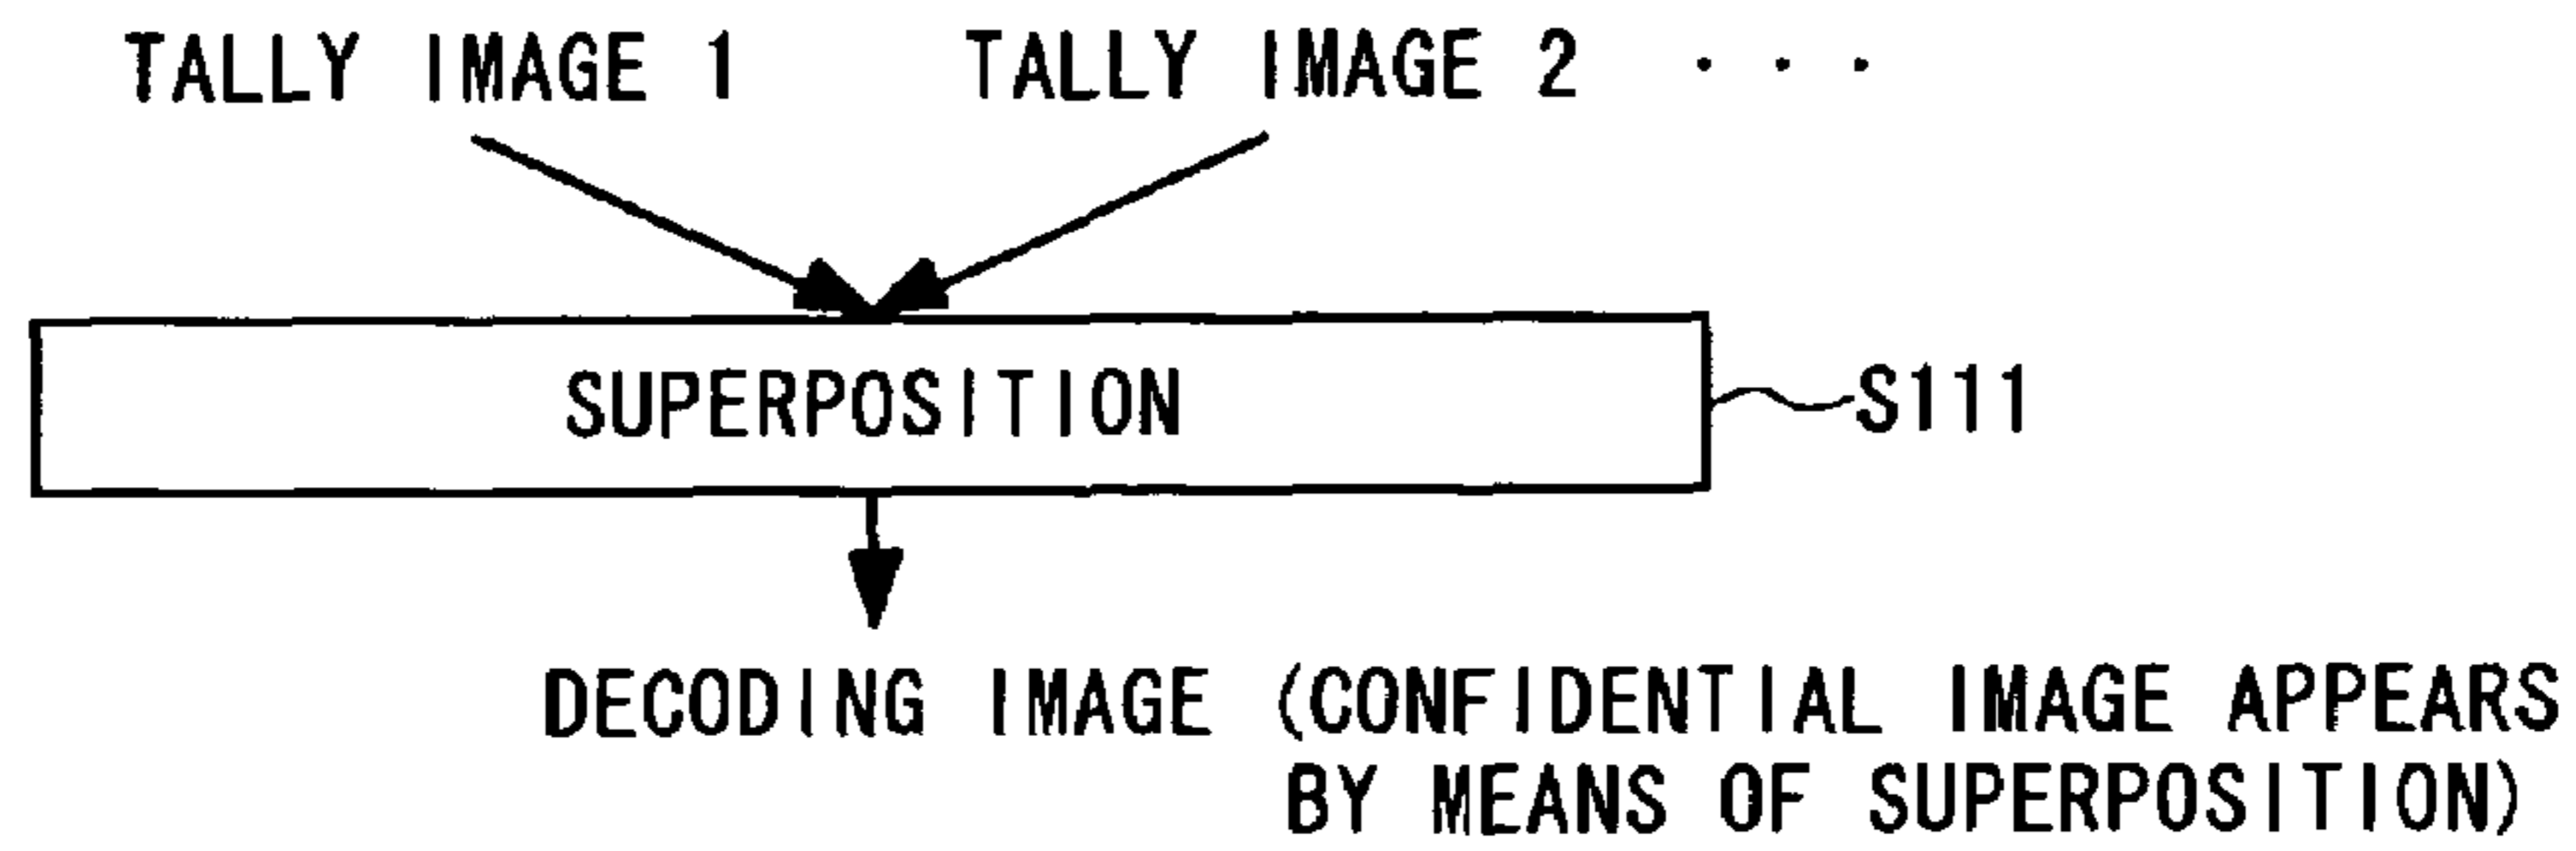 TALLY IMAGE 1 TALLY IMAGE 2 · · ·
SUPERPOSITION S111
DECODING IMAGE (CONFIDENTIAL IMAGE APPEARS
BY MEANS OF SUPERPOSITION)